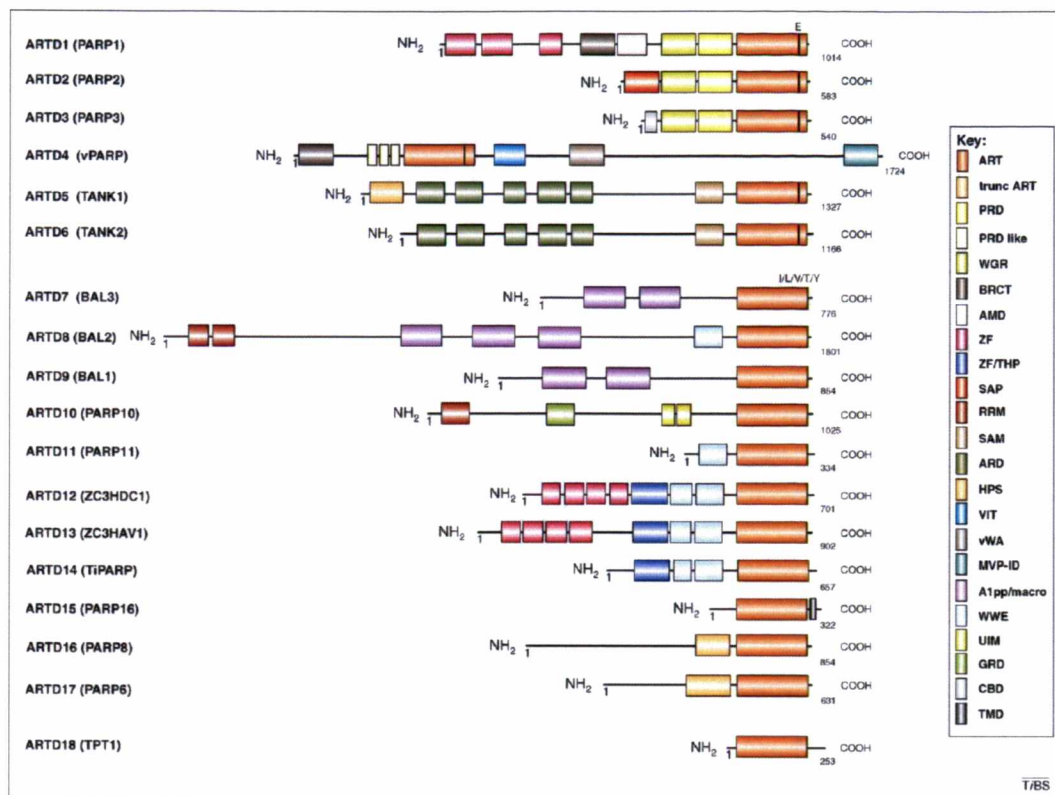 E
ARTD1 (PARP1) NH2 1 1014 COOH
ARTD2 (PARP2) NH2 1 583 COOH
ARTD3 (PARP3) NH2 1 540 COOH
ARTD4 (vPARP) NH2 1 1724 COOH
ARTD5 (TANK1) NH2 1 1327 COOH
ARTD6 (TANK2) NH2 1 1166 COOH
I/L/V/T/Y
ARTD7 (BAL3) NH2 1 776 COOH
ARTD8 (BAL2) NH2 1 1801 COOH
ARTD9 (BAL1) NH2 1 854 COOH
ARTD10 (PARP10) NH2 1 1025 COOH
ARTD11 (PARP11) NH2 1 334 COOH
ARTD12 (ZC3HDC1) NH2 1 701 COOH
ARTD13 (ZC3HAV1) NH2 1 902 COOH
ARTD14 (TiPARP) NH2 1 657 COOH
ARTD15 (PARP16) NH2 1 322 COOH
ARTD16 (PARP8) NH2 1 854 COOH
ARTD17 (PARP6) NH2 1 631 COOH
ARTD18 (TPT1) NH2 1 253 COOH
Key:
ART
trunc ART
PRD
PRD like
WGR
BRCT
AMD
ZF
ZF/THP
SAP
RRM
SAM
ARD
HPS
VIT
vWA
MVP-ID
A1pp/macro
WWE
UIM
GRD
CBD
TMD
TiBS